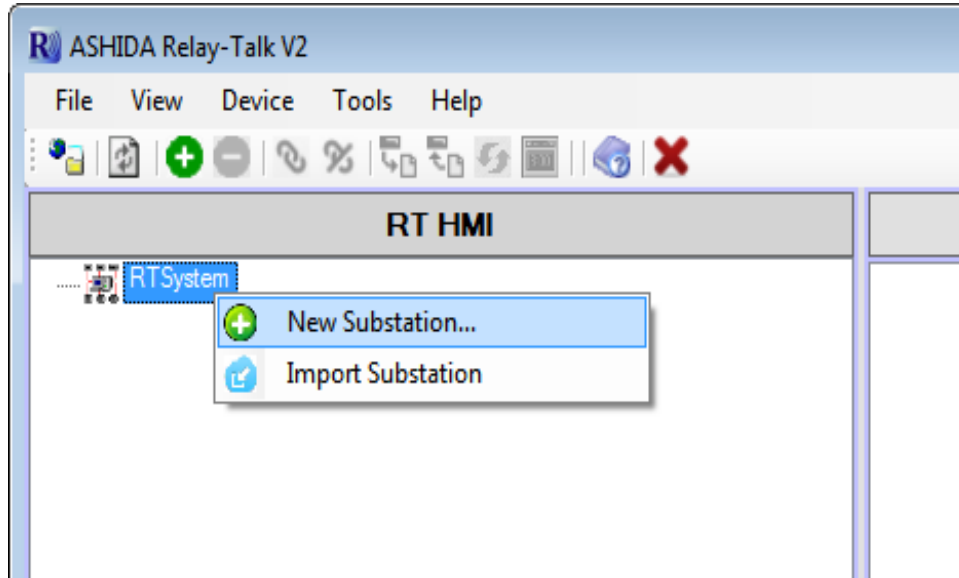 ASHIDA Relay-Talk V2
File View Device Tools Help
RT HMI
RTSystem
New Substation...
Import Substation